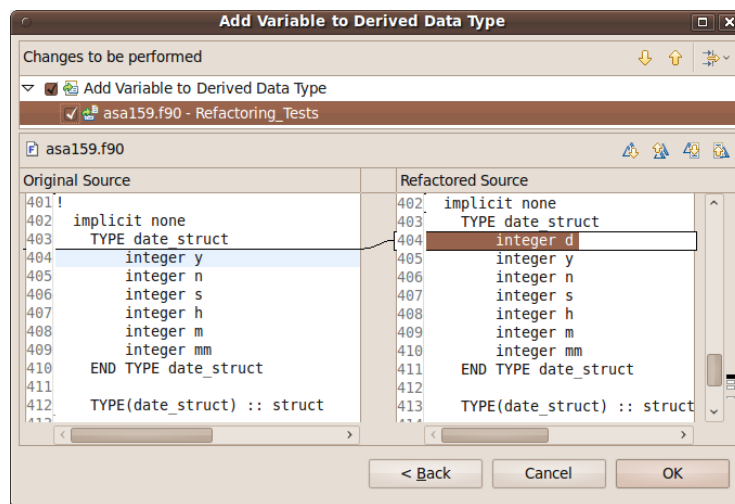 Add Variable to Derived Data Type
Changes to be performed
Add Variable to Derived Data Type
asa159.f90 - Refactoring_Tests
asa159.f90
Original Source
401 !
402 implicit none
403 TYPE date_struct
404 integer y
405 integer n
406 integer s
407 integer h
408 integer m
409 integer mm
410 END TYPE date_struct
411
412 TYPE(date_struct) :: struct
Refactored Source
402 implicit none
403 TYPE date_struct
404 integer d
405 integer y
406 integer n
407 integer s
408 integer h
409 integer m
410 integer mm
411 END TYPE date_struct
412
413 TYPE(date_struct) :: struct
< Back
Cancel
OK